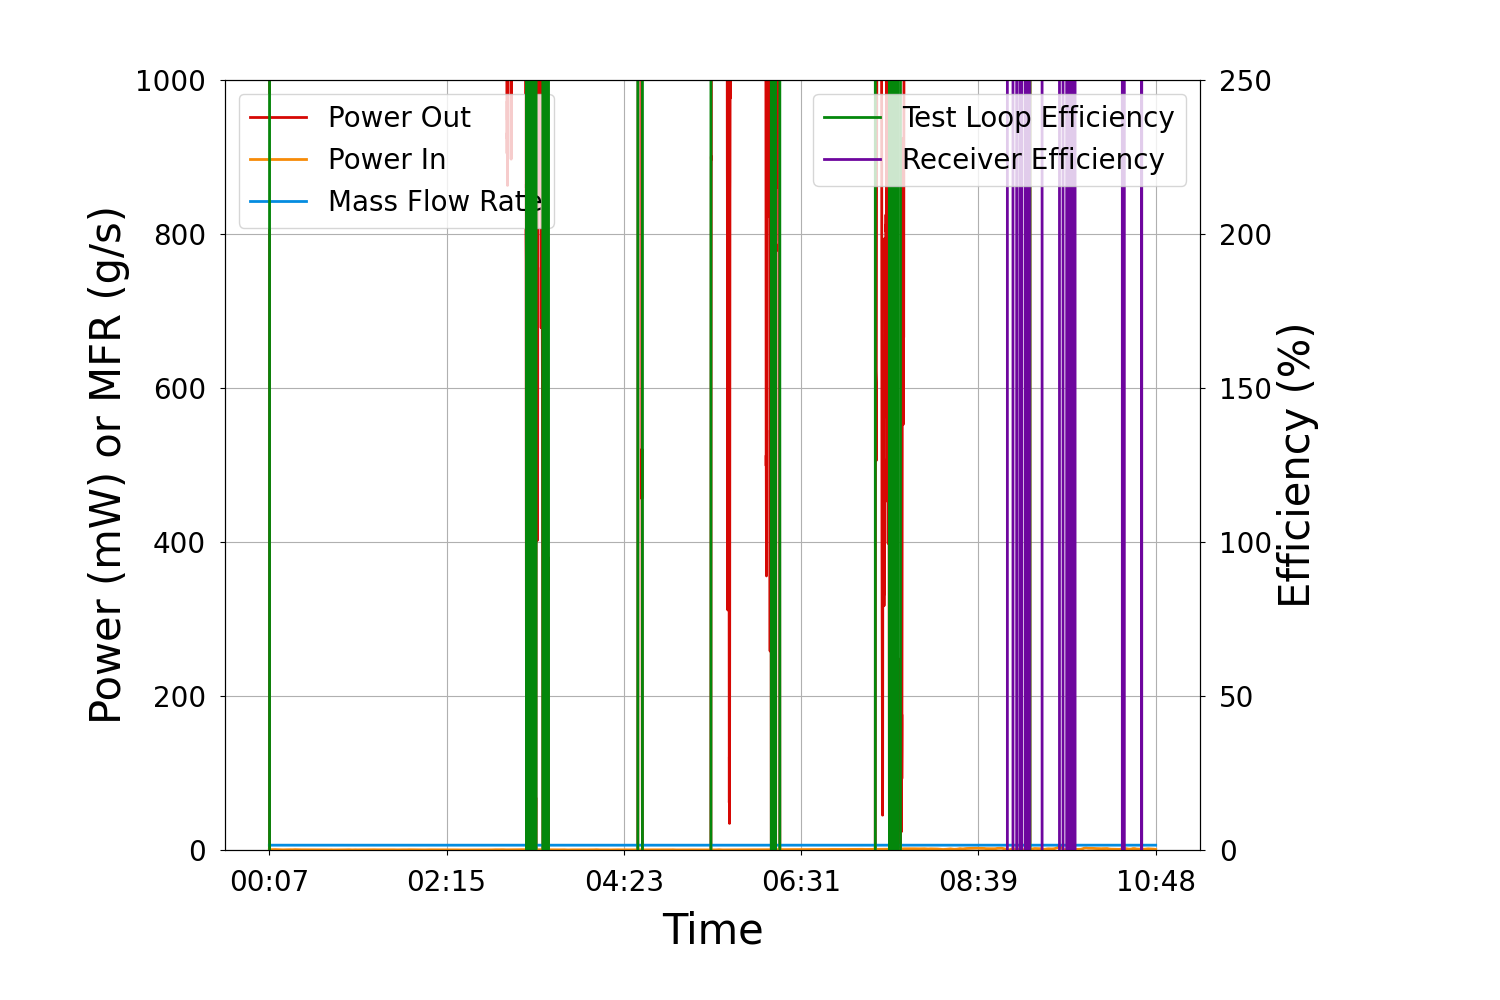 1000
800
600
400
200
0
Power (mW) or MFR (g/s)
Power Out
Power In
Mass Flow Rate
Test Loop Efficiency
Receiver Efficiency
250
200
150
100
50
0
Efficiency (%)
00:07 02:15 04:23 06:31 08:39 10:48
Time